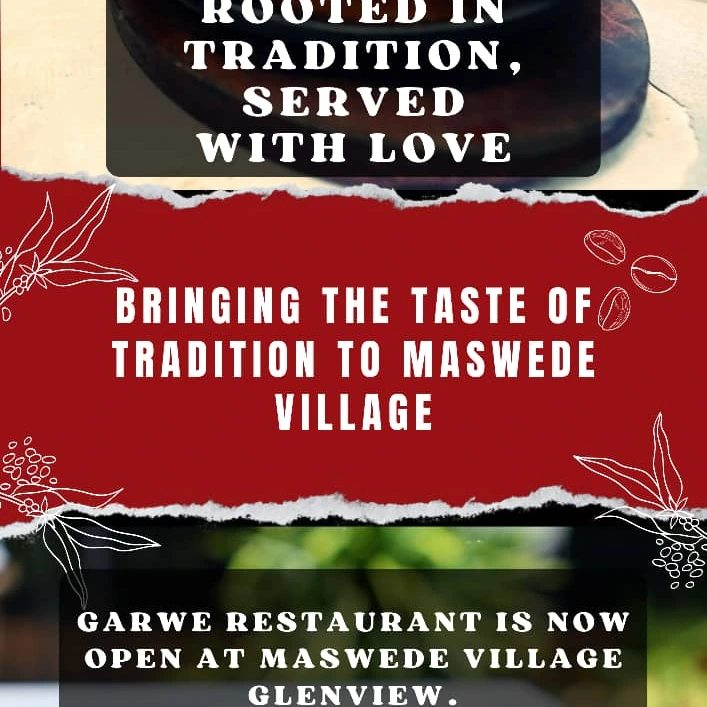 ROOTED IN
TRADITION,
SERVED
WITH LOVE
BRINGING THE TASTE OF
TRADITION TO MASWEDE
VILLAGE
GARWE RESTAURANT IS NOW
OPEN AT MASWEDE VILLAGE
GLENVIEW.